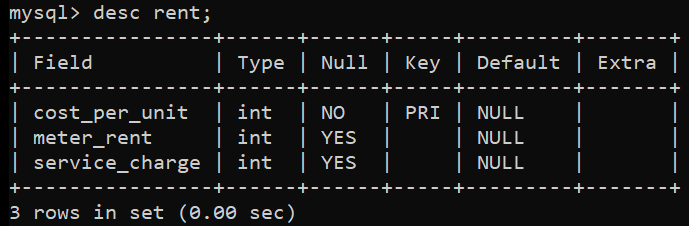 mysql> desc rent;
+----------------+------+------+-----+---------+-------+
| Field          | Type | Null | Key | Default | Extra |
+----------------+------+------+-----+---------+-------+
| cost_per_unit  | int  | NO   | PRI | NULL    |       |
| meter_rent     | int  | YES  |     | NULL    |       |
| service_charge | int  | YES  |     | NULL    |       |
+----------------+------+------+-----+---------+-------+
3 rows in set (0.00 sec)